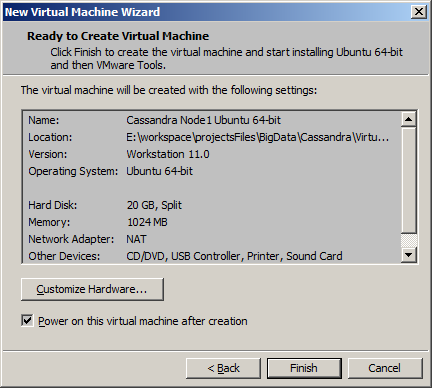 New Virtual Machine Wizard
Ready to Create Virtual Machine
Click Finish to create the virtual machine and start installing Ubuntu 64-bit
and then VMware Tools.
The virtual machine will be created with the following settings:
Name: Cassandra Node1 Ubuntu 64-bit
Location: E:\workspace\projectsFiles\BigData\Cassandra\Virtu...
Version: Workstation 11.0
Operating System: Ubuntu 64-bit
Hard Disk: 20 GB, Split
Memory: 1024 MB
Network Adapter: NAT
Other Devices: CD/DVD, USB Controller, Printer, Sound Card
Customize Hardware...
Power on this virtual machine after creation
< Back Finish Cancel